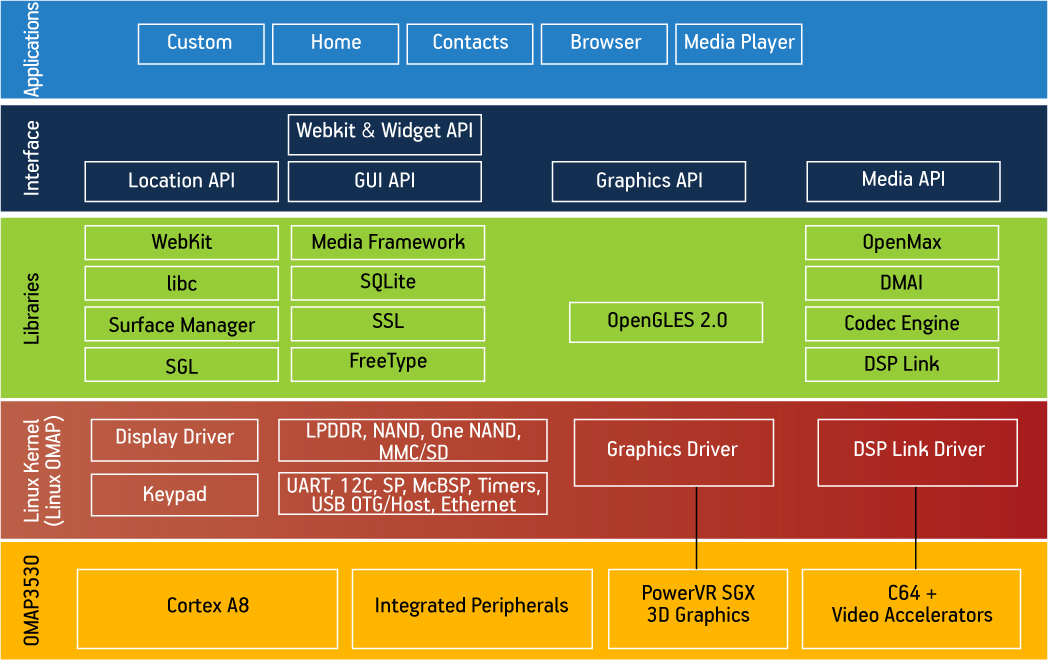 Applications
Custom
Home
Contacts
Browser
Media Player
Interface
Webkit & Widget API
Location API
GUI API
Graphics API
Media API
Libraries
WebKit
Media Framework
OpenMax
libc
SQLite
DMAI
Surface Manager
SSL
OpenGLES 2.0
Codec Engine
SGL
FreeType
DSP Link
Linux Kernel
(Linux OMAP)
Display Driver
LPDDR, NAND, One NAND,
MMC/SD
Graphics Driver
DSP Link Driver
Keypad
UART, 12C, SP, McBSP, Timers,
USB OTG/Host, Ethernet
OMAP3530
Cortex A8
Integrated Peripherals
PowerVR SGX
3D Graphics
C64 +
Video Accelerators